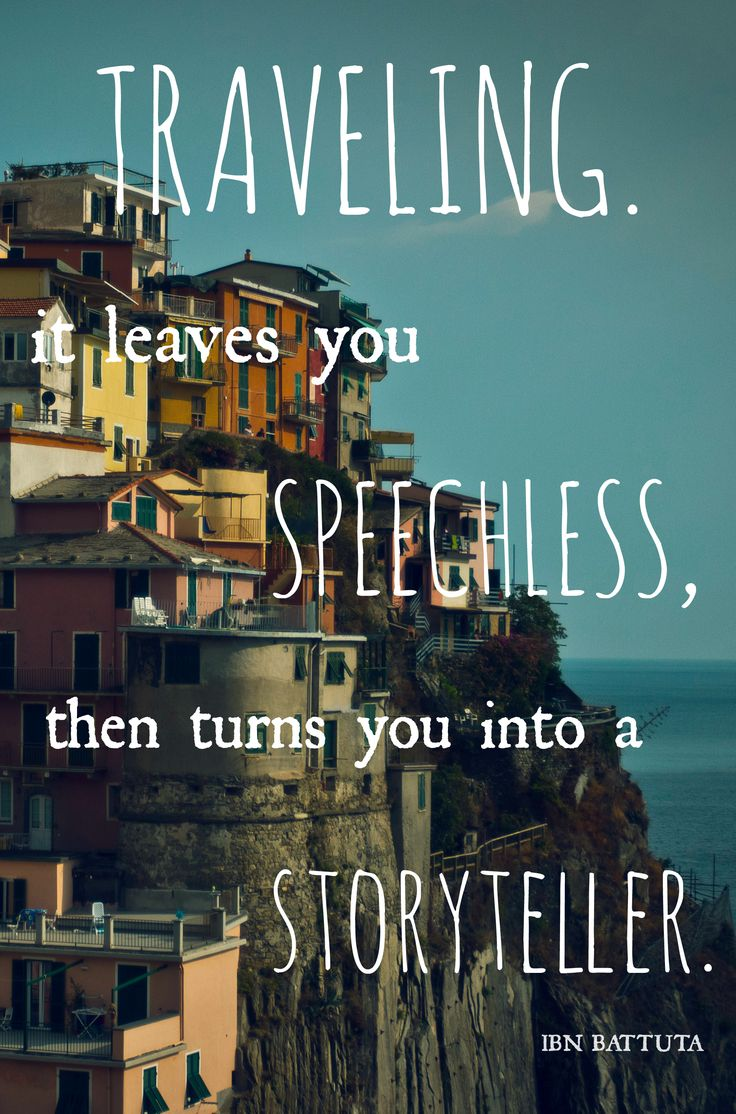 TRAVELING.
it leaves you
SPEECHLESS,
then turns you into a
STORYTELLER.
IBN BATTUTA